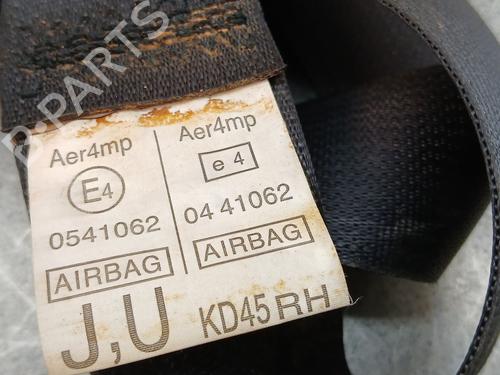 B-PARTS
Aer4mp
E4
0541062
AIRBAG
Aer4mp
e 4
04 41062
AIRBAG
J,U KD45 RH